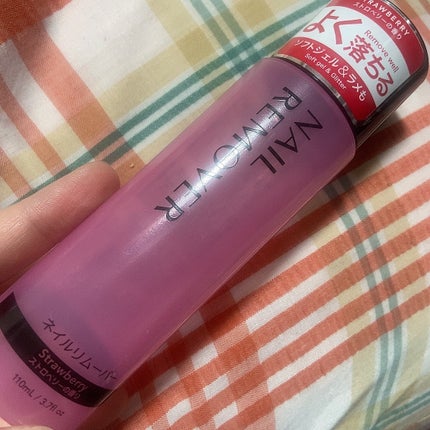 STRAWBERRY
ストロベリーの香り
よく落ちる
Remove well
ソフトジェル&ラメも
Soft gel & Glitter
NAIL
REMOVER
ネイルリムーバー
Strawberry
ストロベリーの香り
110mL / 3.7fl oz